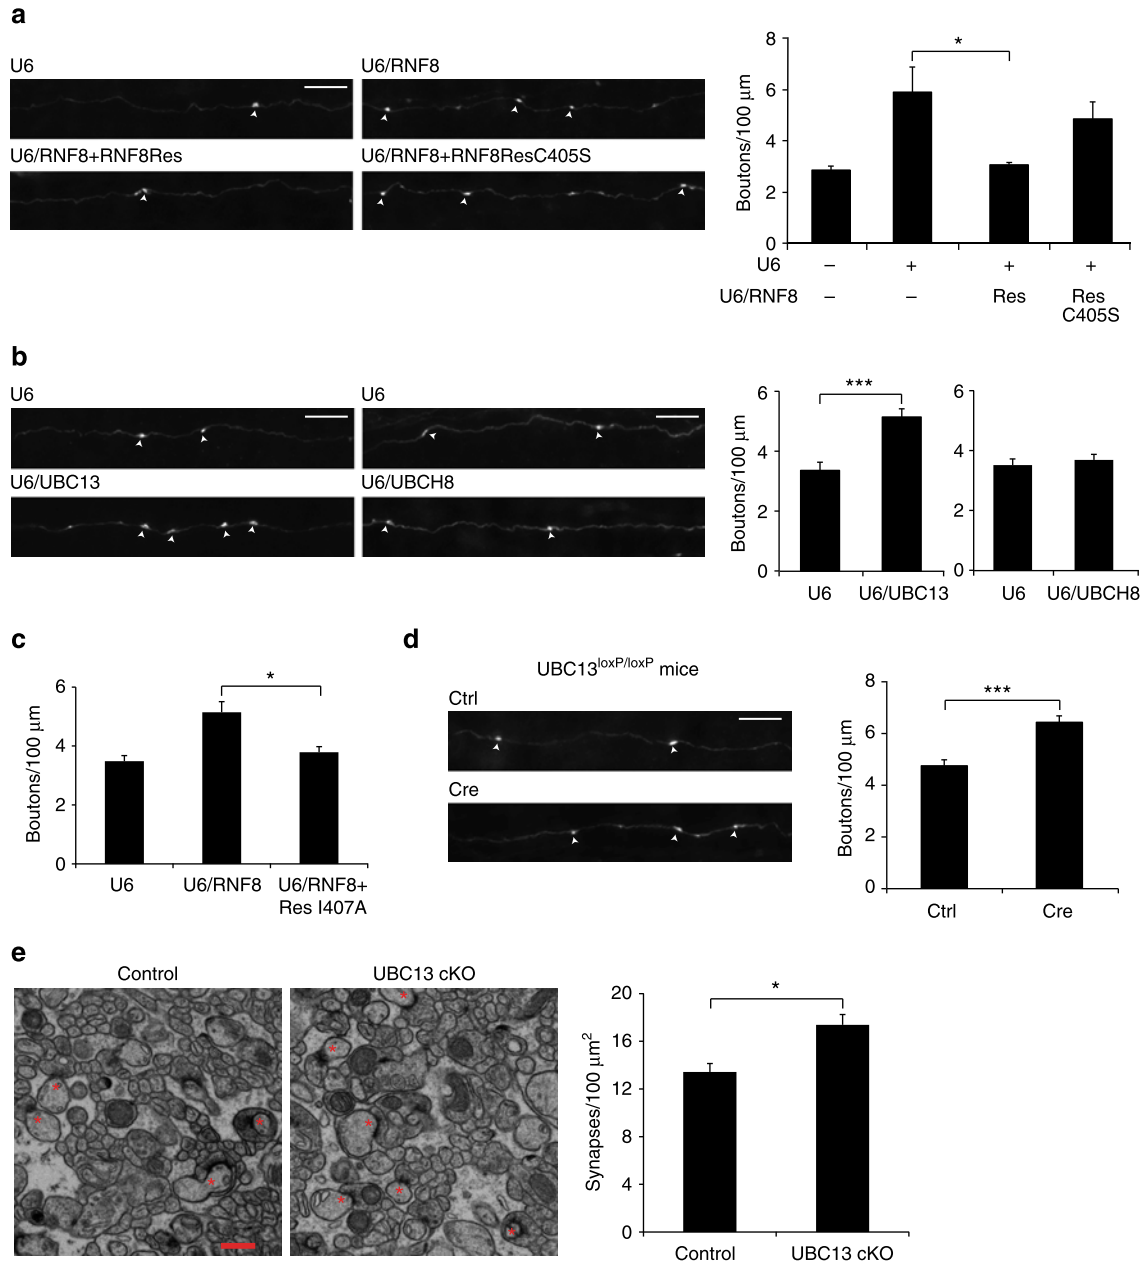 a
U6
U6/RNF8
U6/RNF8+RNF8Res
U6/RNF8+RNF8ResC405S
8
6
4
2
0
Boutons/100 µm
*
U6 – + + +
U6/RNF8 – – Res Res
C405S
b
U6
U6
U6/UBC13
U6/UBCH8
6
4
2
0
Boutons/100 µm
***
U6 U6/UBC13
6
4
2
0
U6 U6/UBCH8
c
6
4
2
0
Boutons/100 µm
*
U6 U6/RNF8 U6/RNF8+
Res I407A
d
UBC13loxP/loxP mice
Ctrl
Cre
8
6
4
2
0
Boutons/100 µm
***
Ctrl Cre
e
Control
UBC13 cKO
20
16
12
8
4
0
Synapses/100 µm2
*
Control UBC13 cKO